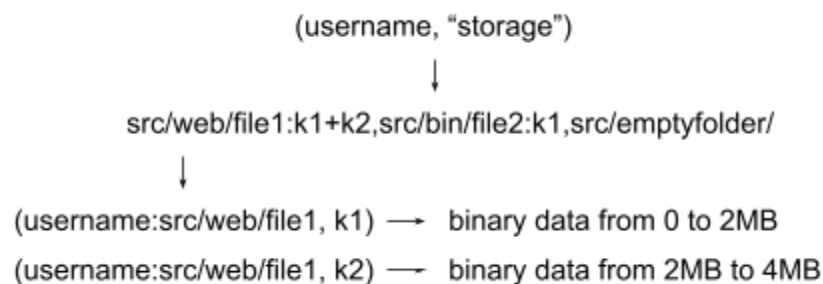 (username, “storage”)
src/web/file1:k1+k2,src/bin/file2:k1,src/emptyfolder/
(username:src/web/file1, k1) → binary data from 0 to 2MB
(username:src/web/file1, k2) → binary data from 2MB to 4MB